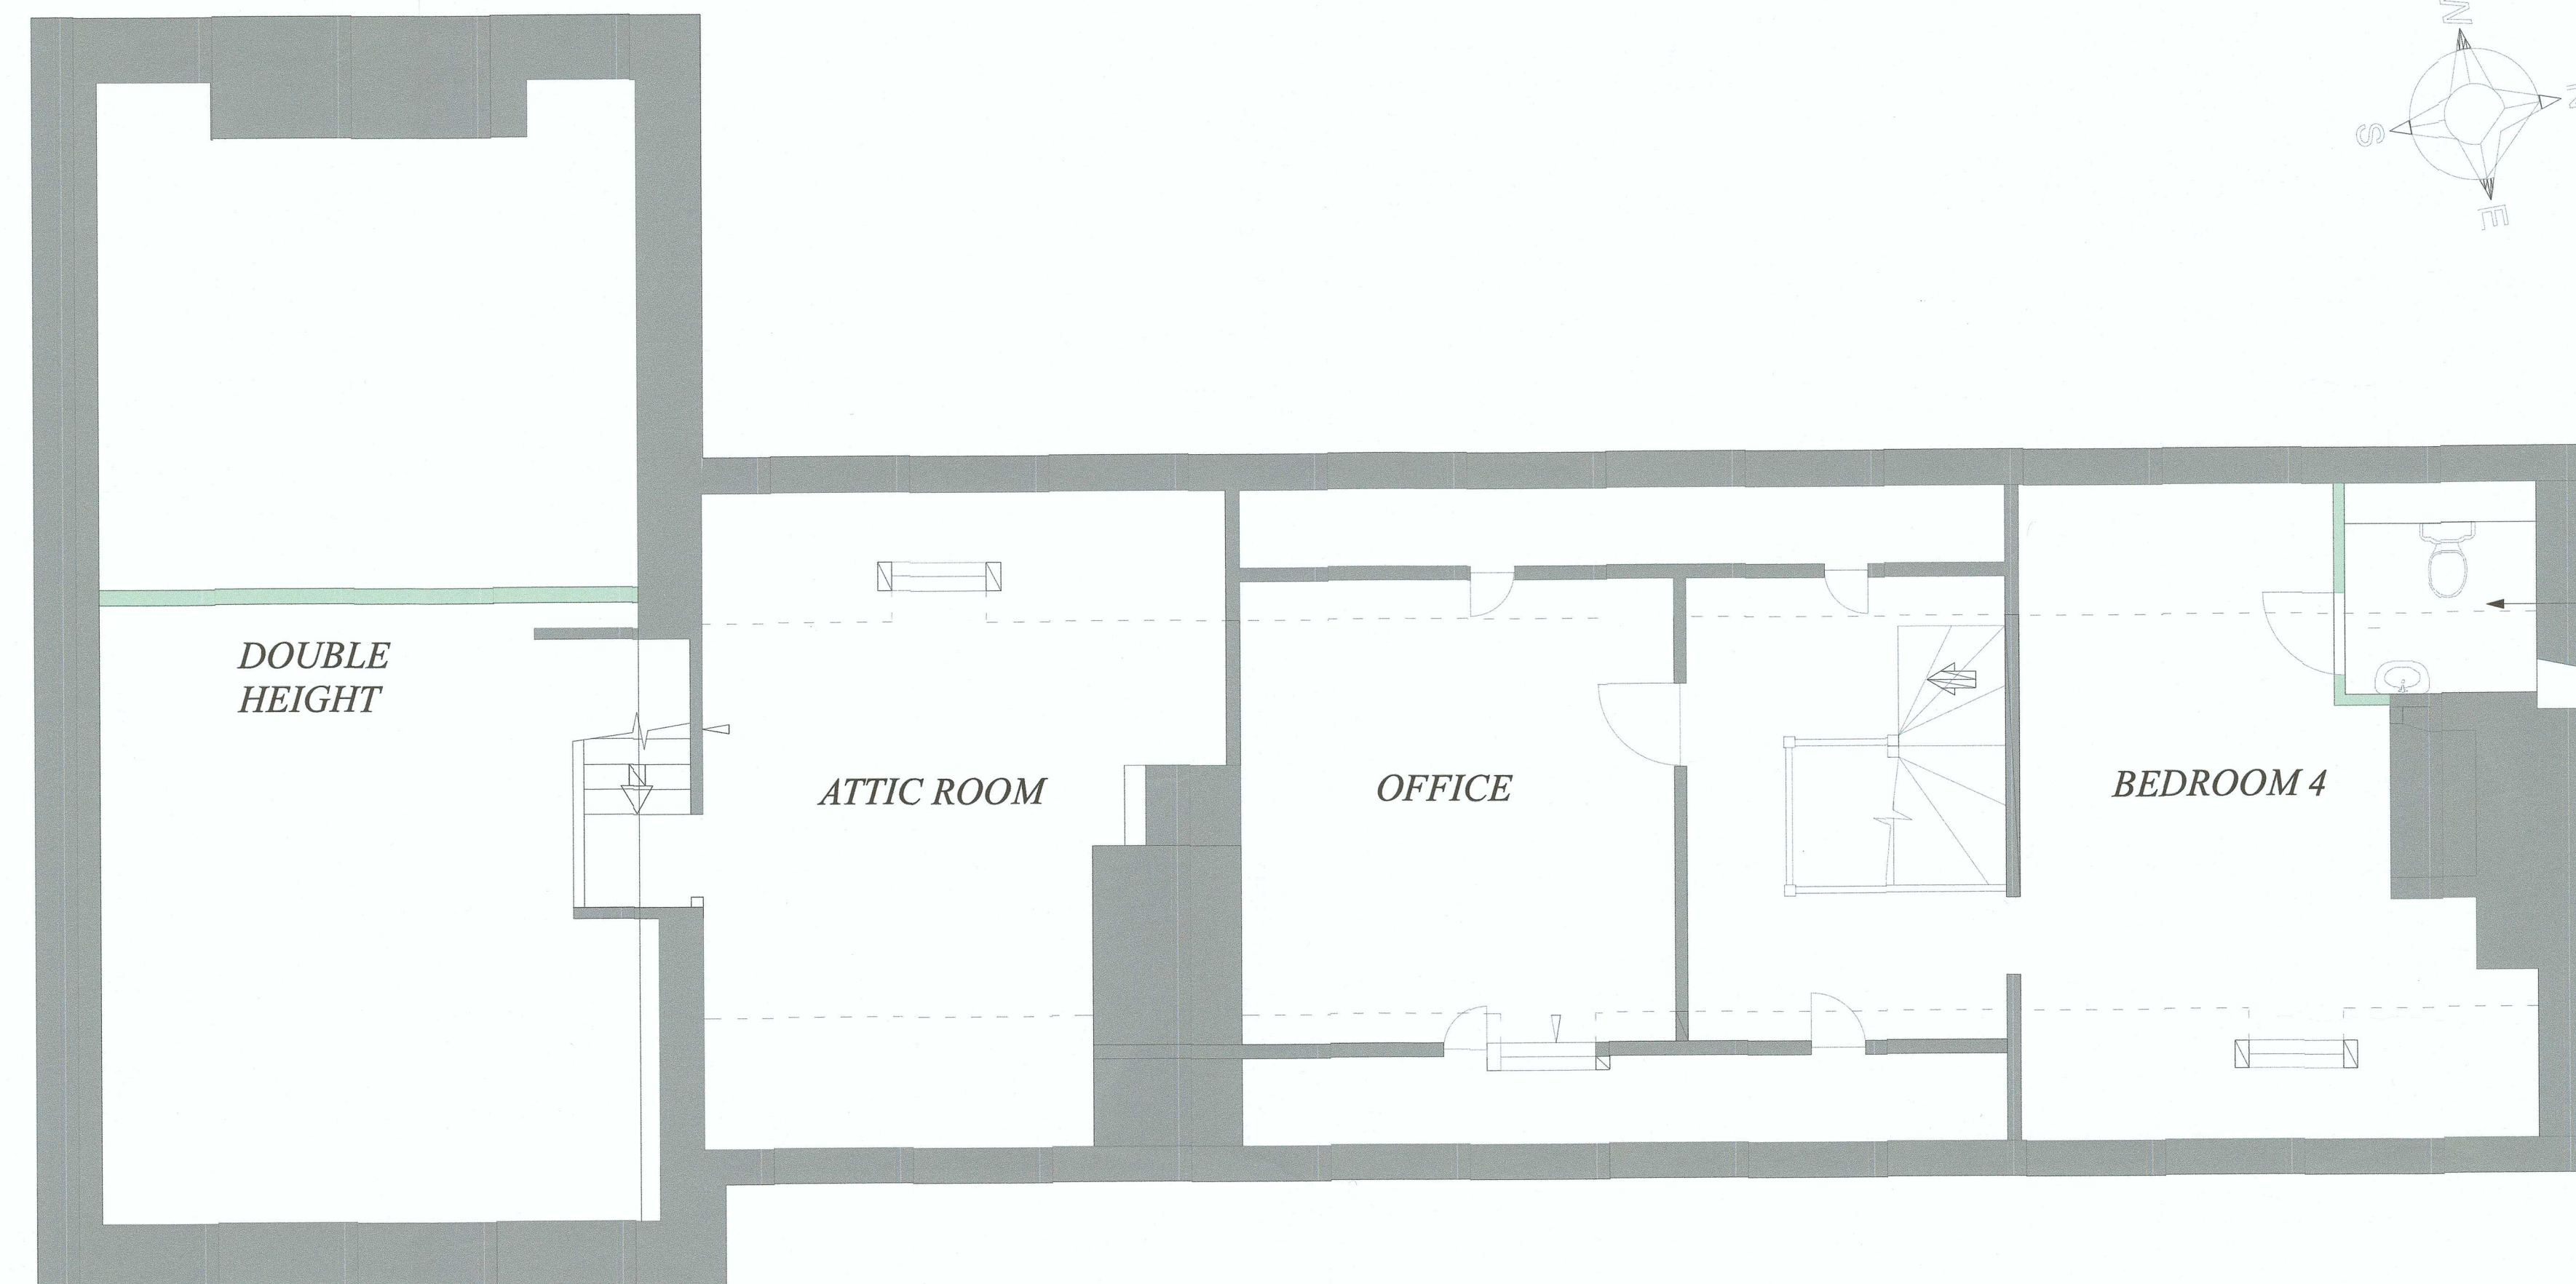 W
N
S
E
DOUBLE
HEIGHT
ATTIC ROOM
OFFICE
BEDROOM 4